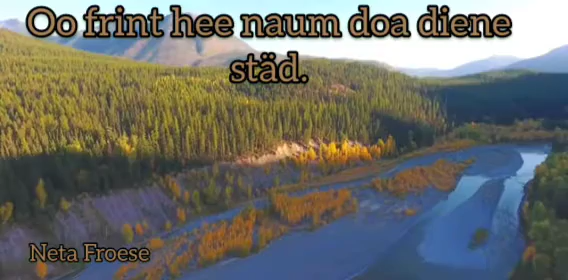 Oo frint hee naum doa diene
städ.
Neta Froese